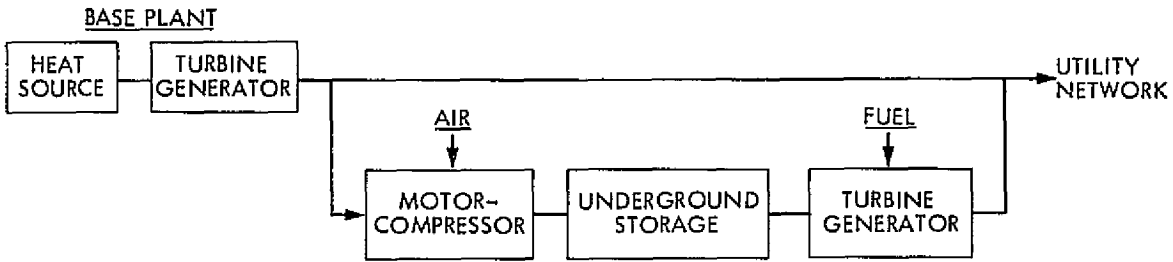 BASE PLANT
HEAT
SOURCE
TURBINE
GENERATOR
UTILITY
NETWORK
AIR
FUEL
MOTOR-
COMPRESSOR
UNDERGROUND
STORAGE
TURBINE
GENERATOR